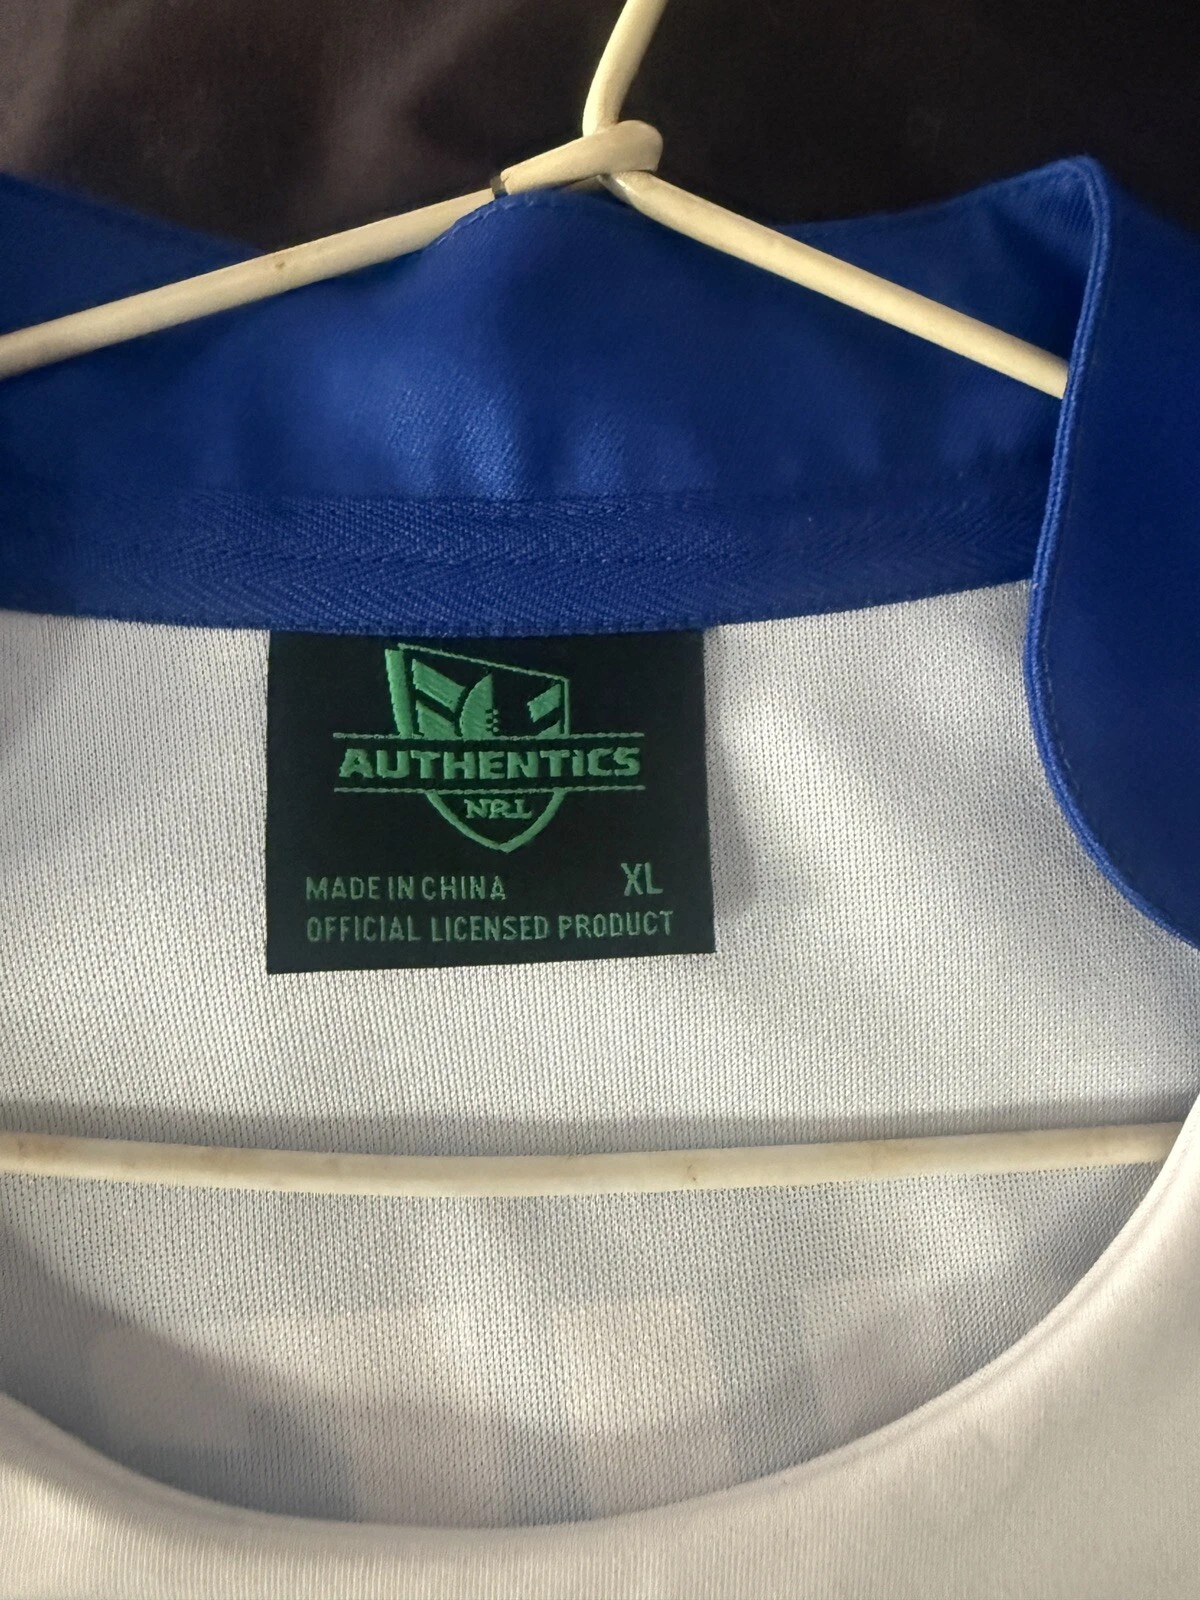 AUTHENTICS
NRL
MADE IN CHINA XL
OFFICIAL LICENSED PRODUCT